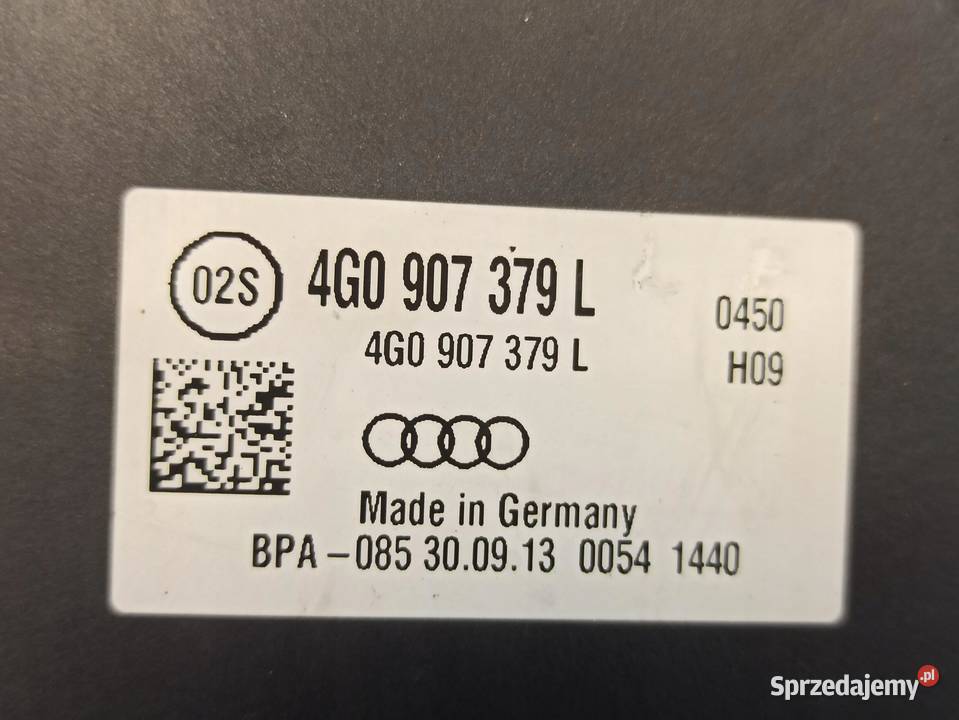 02S 4G0 907 379 L
4G0 907 379 L
0450
H09
Made in Germany
BPA-085 30.09.13 0054 1440
Sprzedajemy.pl